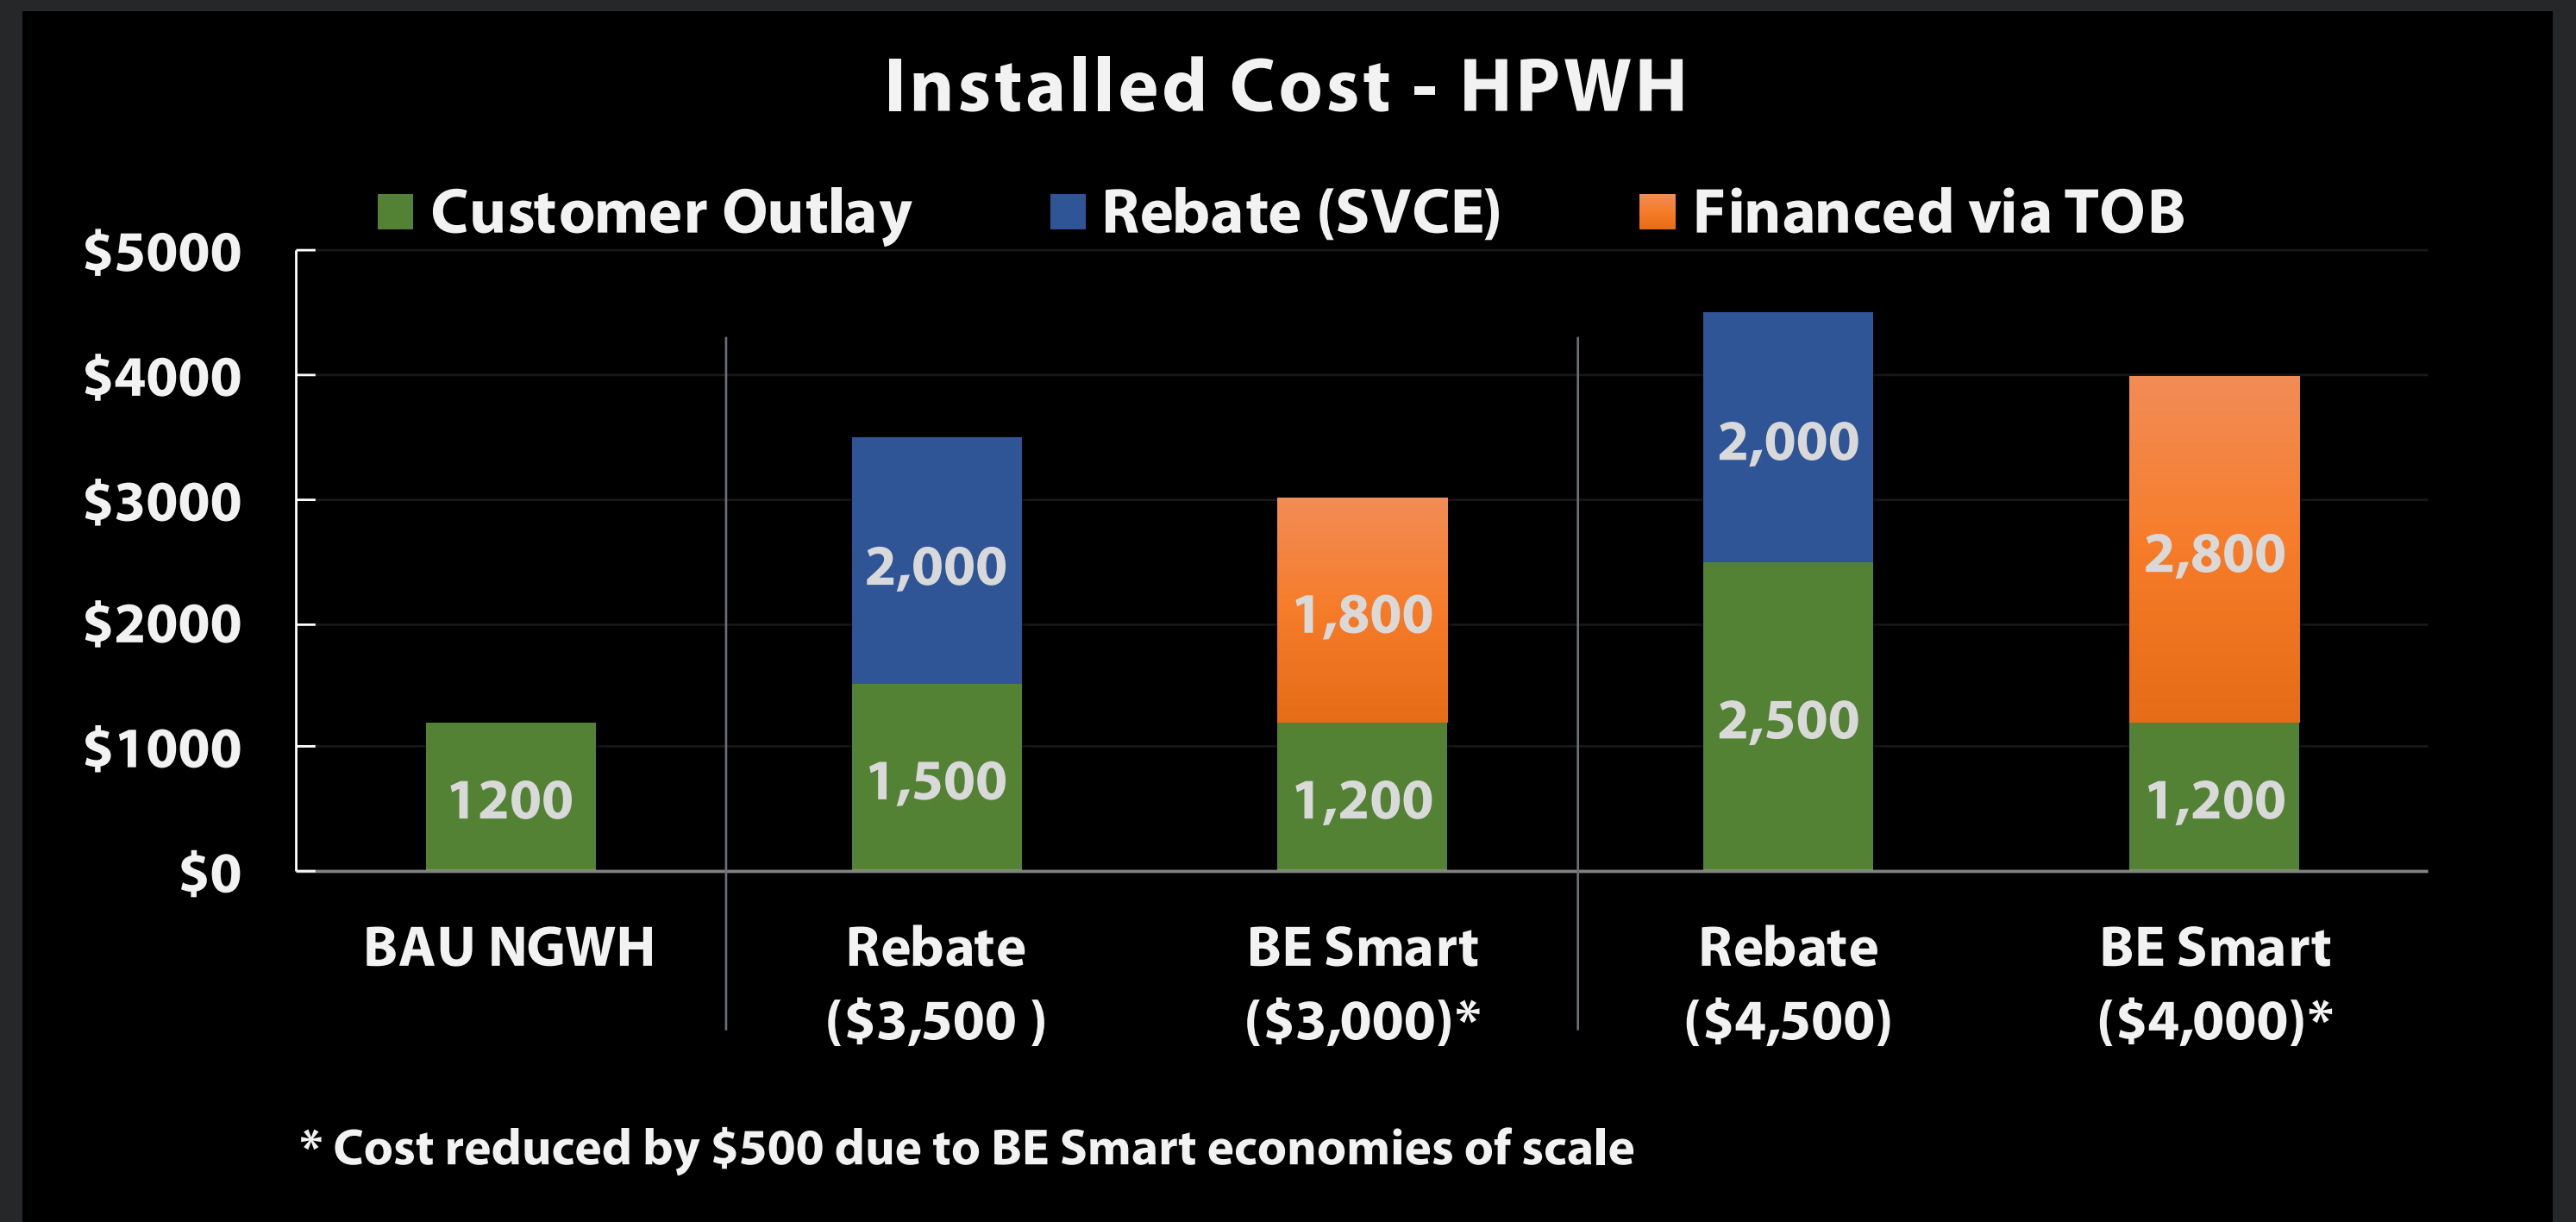 Installed Cost - HPWH
Customer Outlay Rebate (SVCE) Financed via TOB
$5000
$4000
$3000
$2000
$1000
$0
2,000
2,000
2,800
1,800
2,500
1200 1,500 1,200 1,200
BAU NGWH Rebate BE Smart Rebate BE Smart
($3,500 ) ($3,000)* ($4,500) ($4,000)*
* Cost reduced by $500 due to BE Smart economies of scale